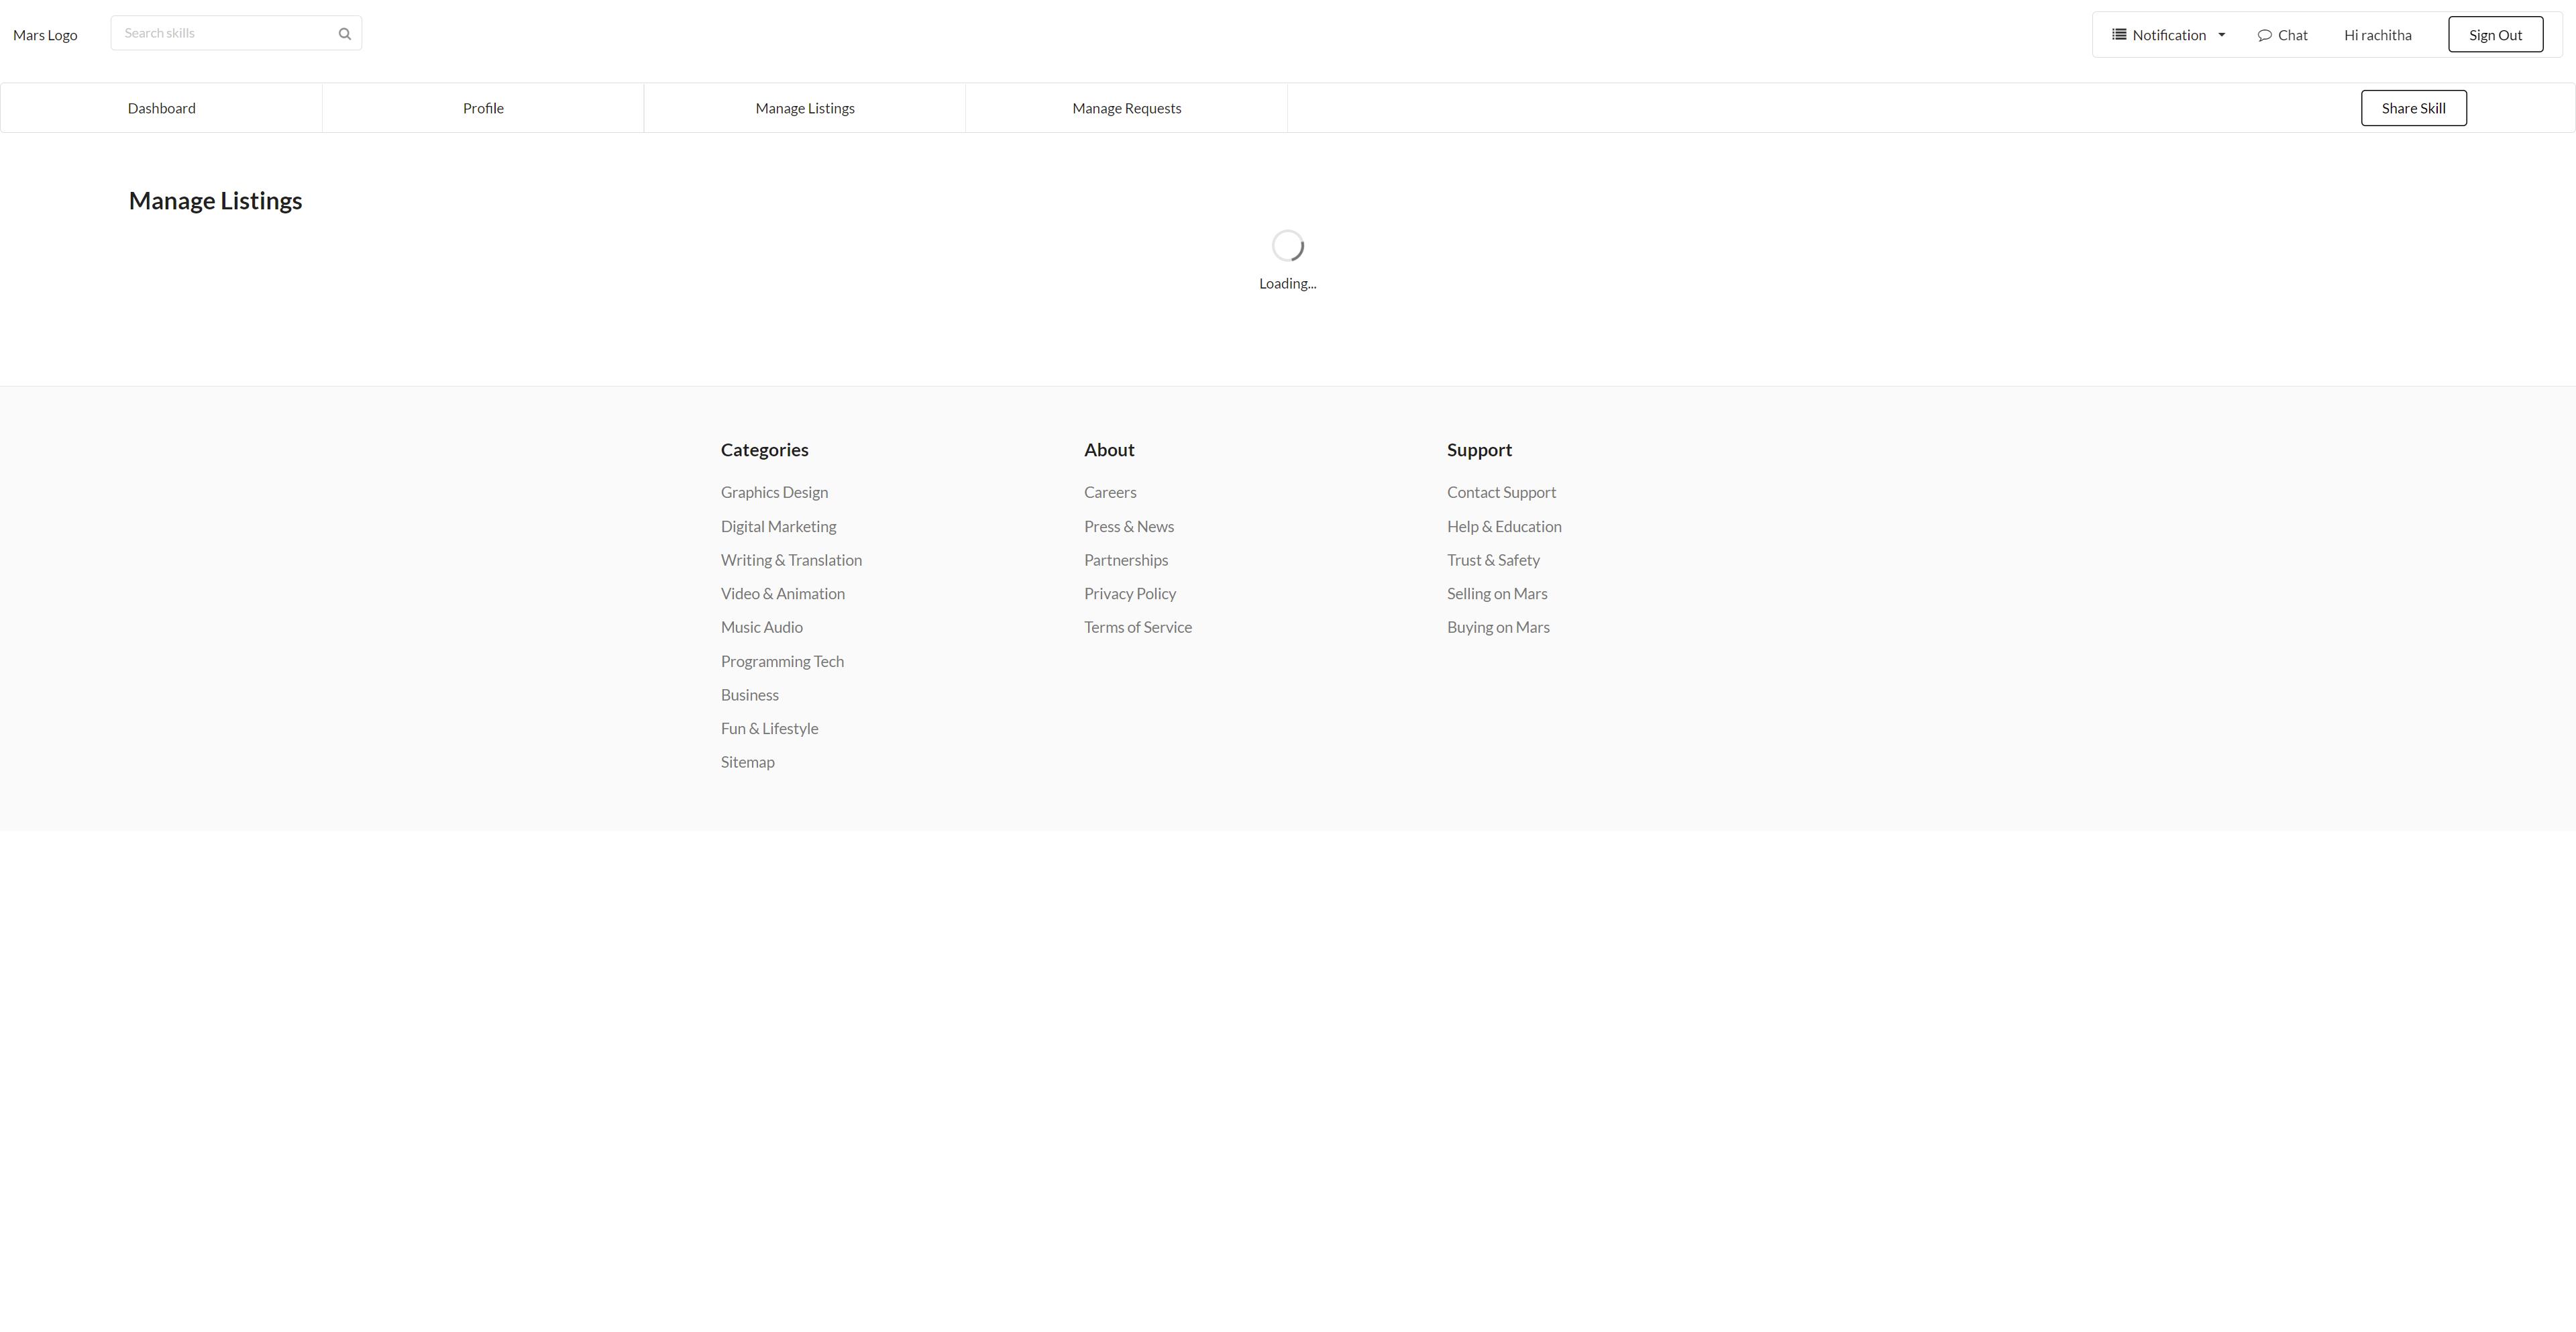 Mars Logo
Search skills
Notification
Chat
Hi rachitha
Sign Out
Dashboard
Profile
Manage Listings
Manage Requests
Share Skill
Manage Listings
Loading...
Categories
Graphics Design
Digital Marketing
Writing & Translation
Video & Animation
Music Audio
Programming Tech
Business
Fun & Lifestyle
Sitemap
About
Careers
Press & News
Partnerships
Privacy Policy
Terms of Service
Support
Contact Support
Help & Education
Trust & Safety
Selling on Mars
Buying on Mars